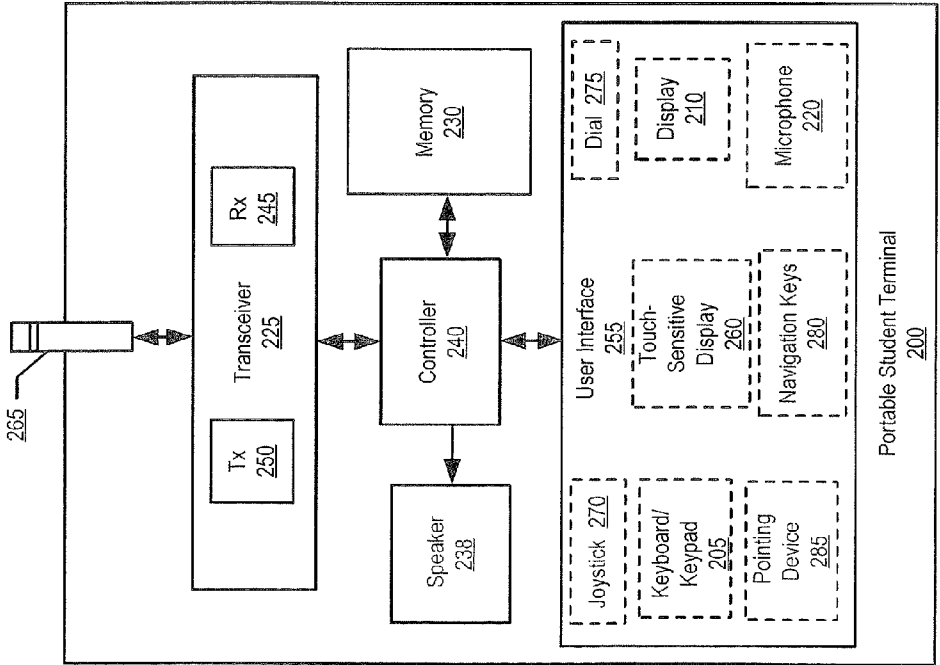 265
Tx
250
Transceiver
225
Rx
245
Speaker
238
Controller
240
Memory
230
User Interface
255
Joystick 270
Keyboard/
Keypad
205
Pointing
Device
285
Touch-
Sensitive
Display
260
Navigation Keys
280
Dial 275
Display
210
Microphone
220
Portable Student Terminal
200